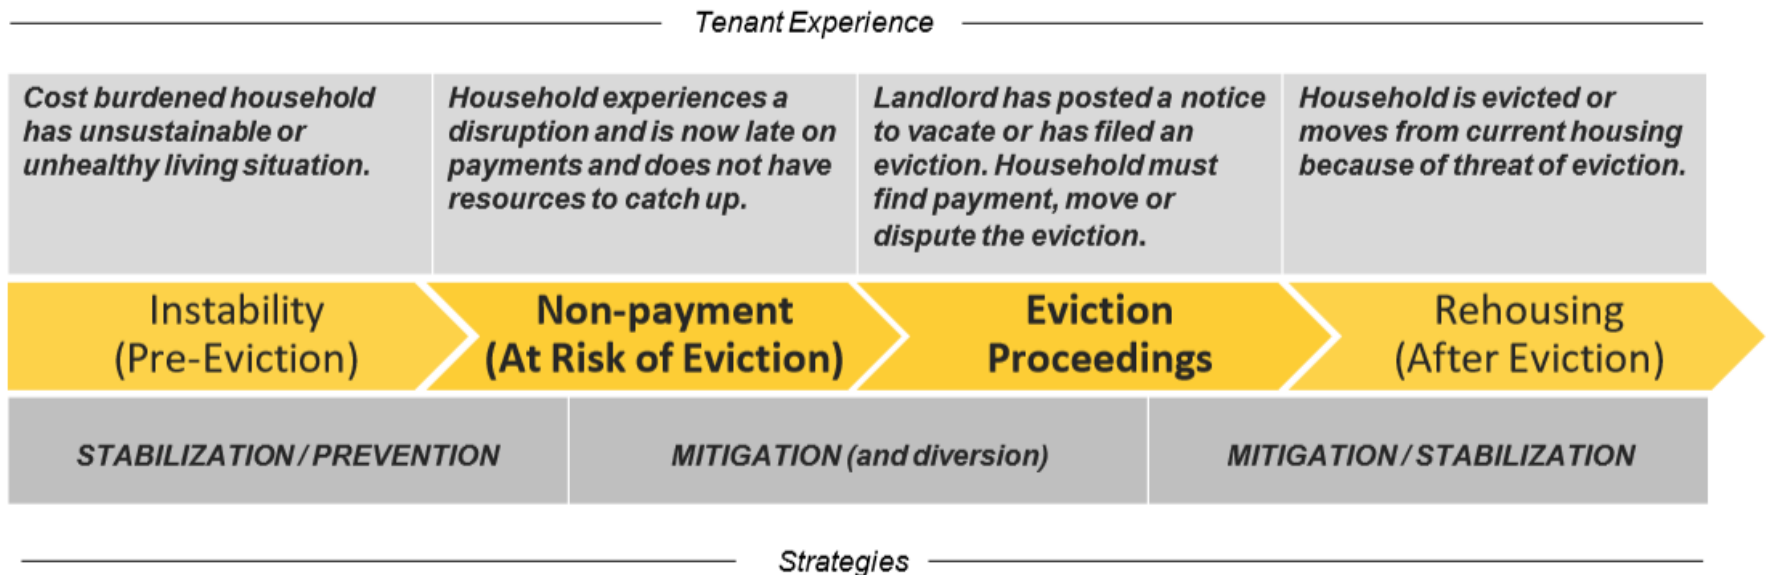 Tenant Experience
Cost burdened household
has unsustainable or
unhealthy living situation.
Household experiences a
disruption and is now late on
payments and does not have
resources to catch up.
Landlord has posted a notice
to vacate or has filed an
eviction. Household must
find payment, move or
dispute the eviction.
Household is evicted or
moves from current housing
because of threat of eviction.
Instability
(Pre-Eviction)
Non-payment
(At Risk of Eviction)
Eviction
Proceedings
Rehousing
(After Eviction)
STABILIZATION / PREVENTION
MITIGATION (and diversion)
MITIGATION / STABILIZATION
Strategies